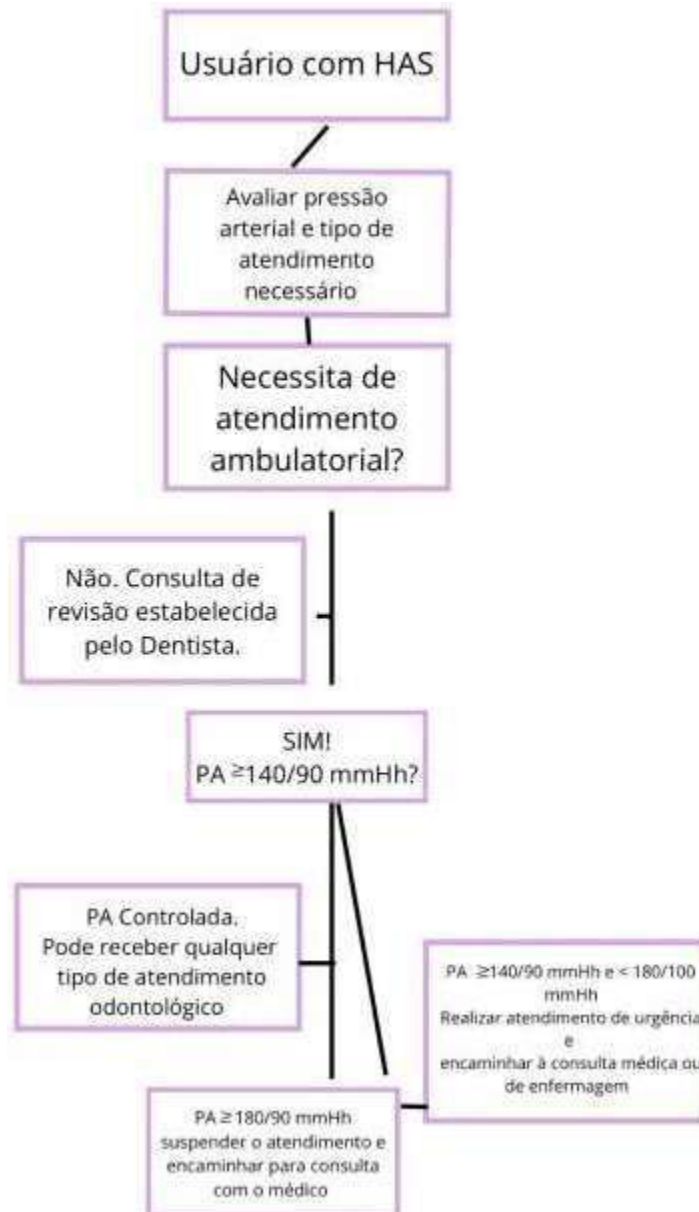 Usuário com HAS
Avaliar pressão
arterial e tipo de
atendimento
necessário
Necessita de
atendimento
ambulatorial?
Não. Consulta de
revisão estabelecida
pelo Dentista.
SIM!
PA ≥140/90 mmHh?
PA Controlada.
Pode receber qualquer
tipo de atendimento
odontológico
PA ≥140/90 mmHh e < 180/100
mmHh
Realizar atendimento de urgência
e
encaminhar à consulta médica ou
de enfermagem
PA ≥ 180/90 mmHh
suspender o atendimento e
encaminhar para consulta
com o médico